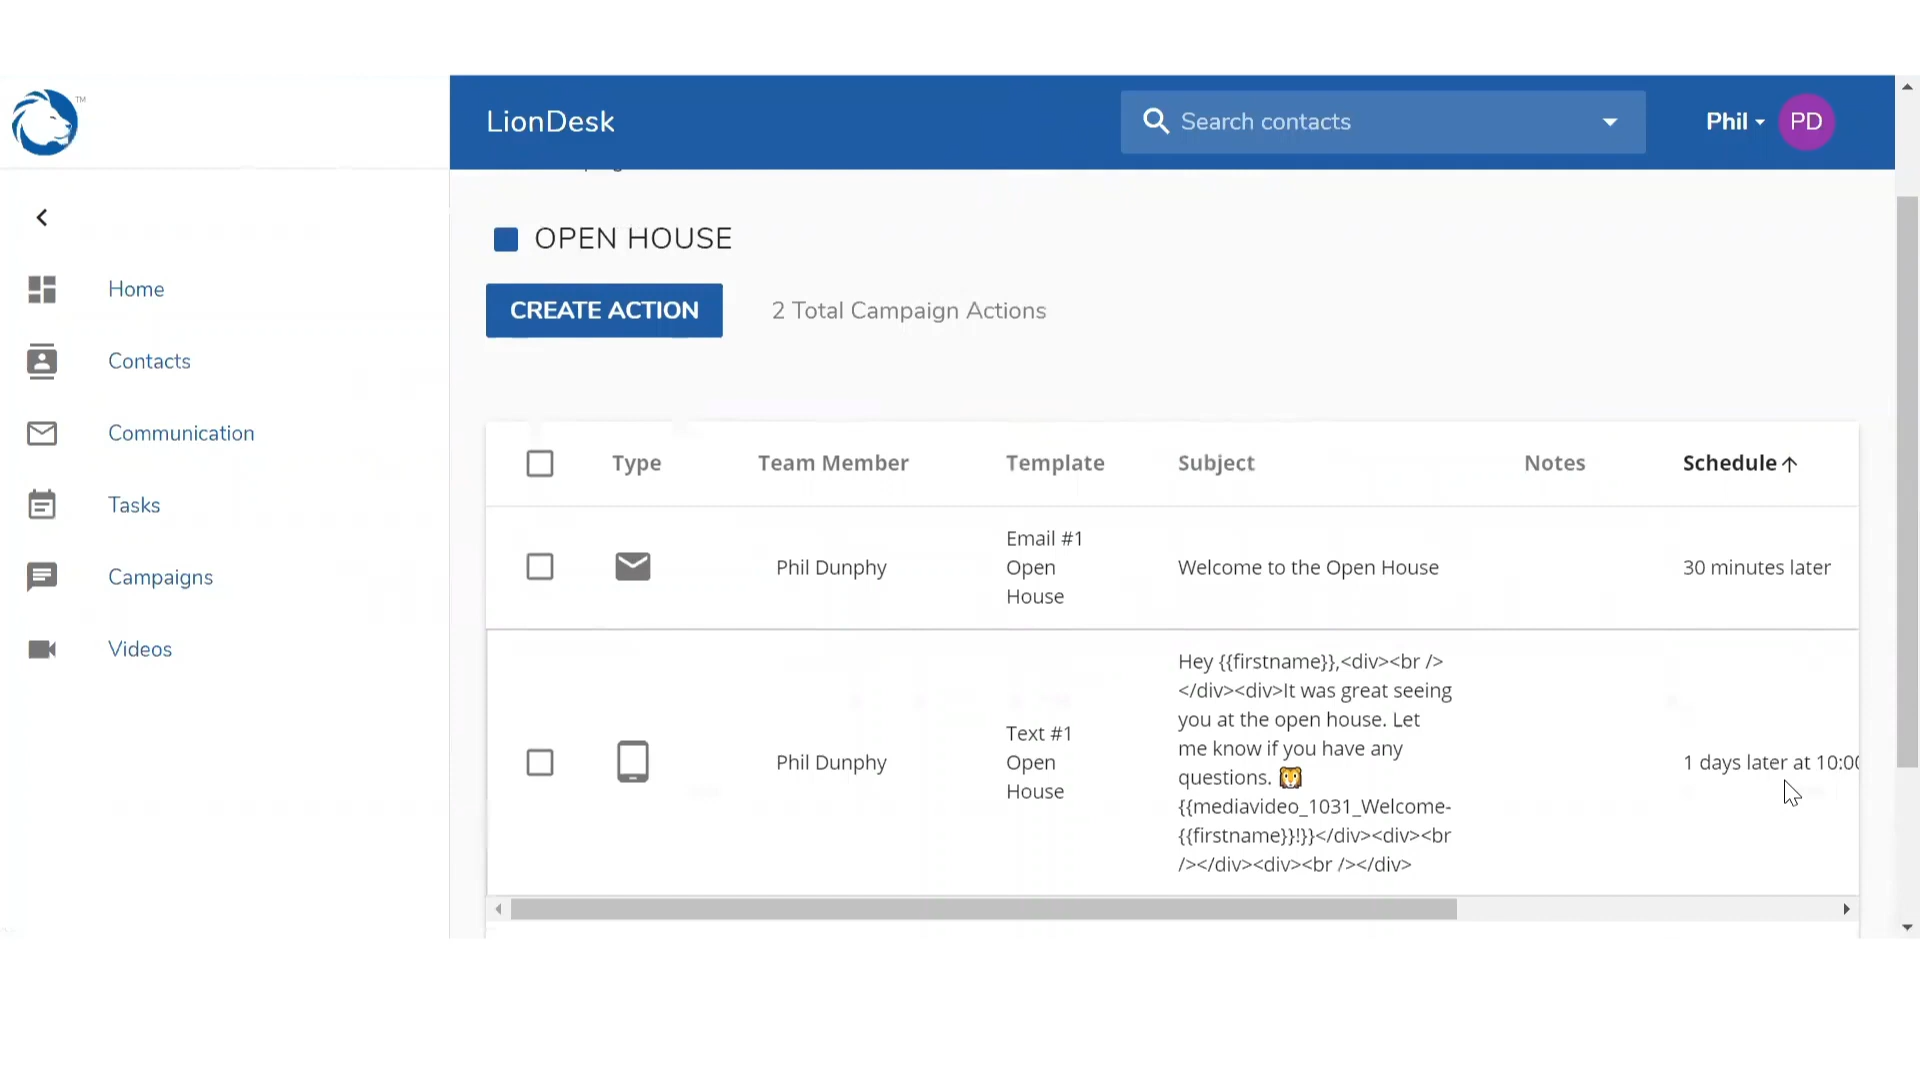 TM
LionDesk
Search contacts
Phil
PD
OPEN HOUSE
CREATE ACTION
2 Total Campaign Actions
Home
Contacts
Communication
Tasks
Campaigns
Videos
Type
Team Member
Template
Subject
Notes
Schedule
Email #1
Open
House
Phil Dunphy
Welcome to the Open House
30 minutes later
Phil Dunphy
Text #1
Open
House
Hey {{firstname}},<div><br />
</div><div>It was great seeing
you at the open house. Let
me know if you have any
questions. 🦁
{{mediavideo_1031_Welcome-
{{firstname}}!}}</div><div><br
/></div><div><br /></div>
1 days later at 10:00